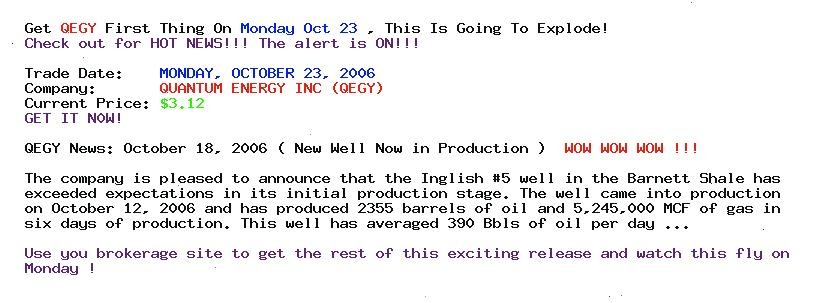 Get QEGY First Thing On Monday Oct 23 , This Is Going To Explode!
Check out for HOT NEWS!!! The alert is ON!!!
Trade Date: MONDAY, OCTOBER 23, 2006
Company: QUANTUM ENERGY INC (QEGY)
Current Price: $3.12
GET IT NOW!
QEGY News: October 18, 2006 ( New Well Now in Production ) WOW WOW WOW !!!
The company is pleased to announce that the Inglish #5 well in the Barnett Shale has
exceeded expectations in its initial production stage. The well came into production
on October 12, 2006 and has produced 2355 barrels of oil and 5,245,000 MCF of gas in
six days of production. This well has averaged 390 Bbls of oil per day ...
Use you brokerage site to get the rest of this exciting release and watch this fly on
Monday !